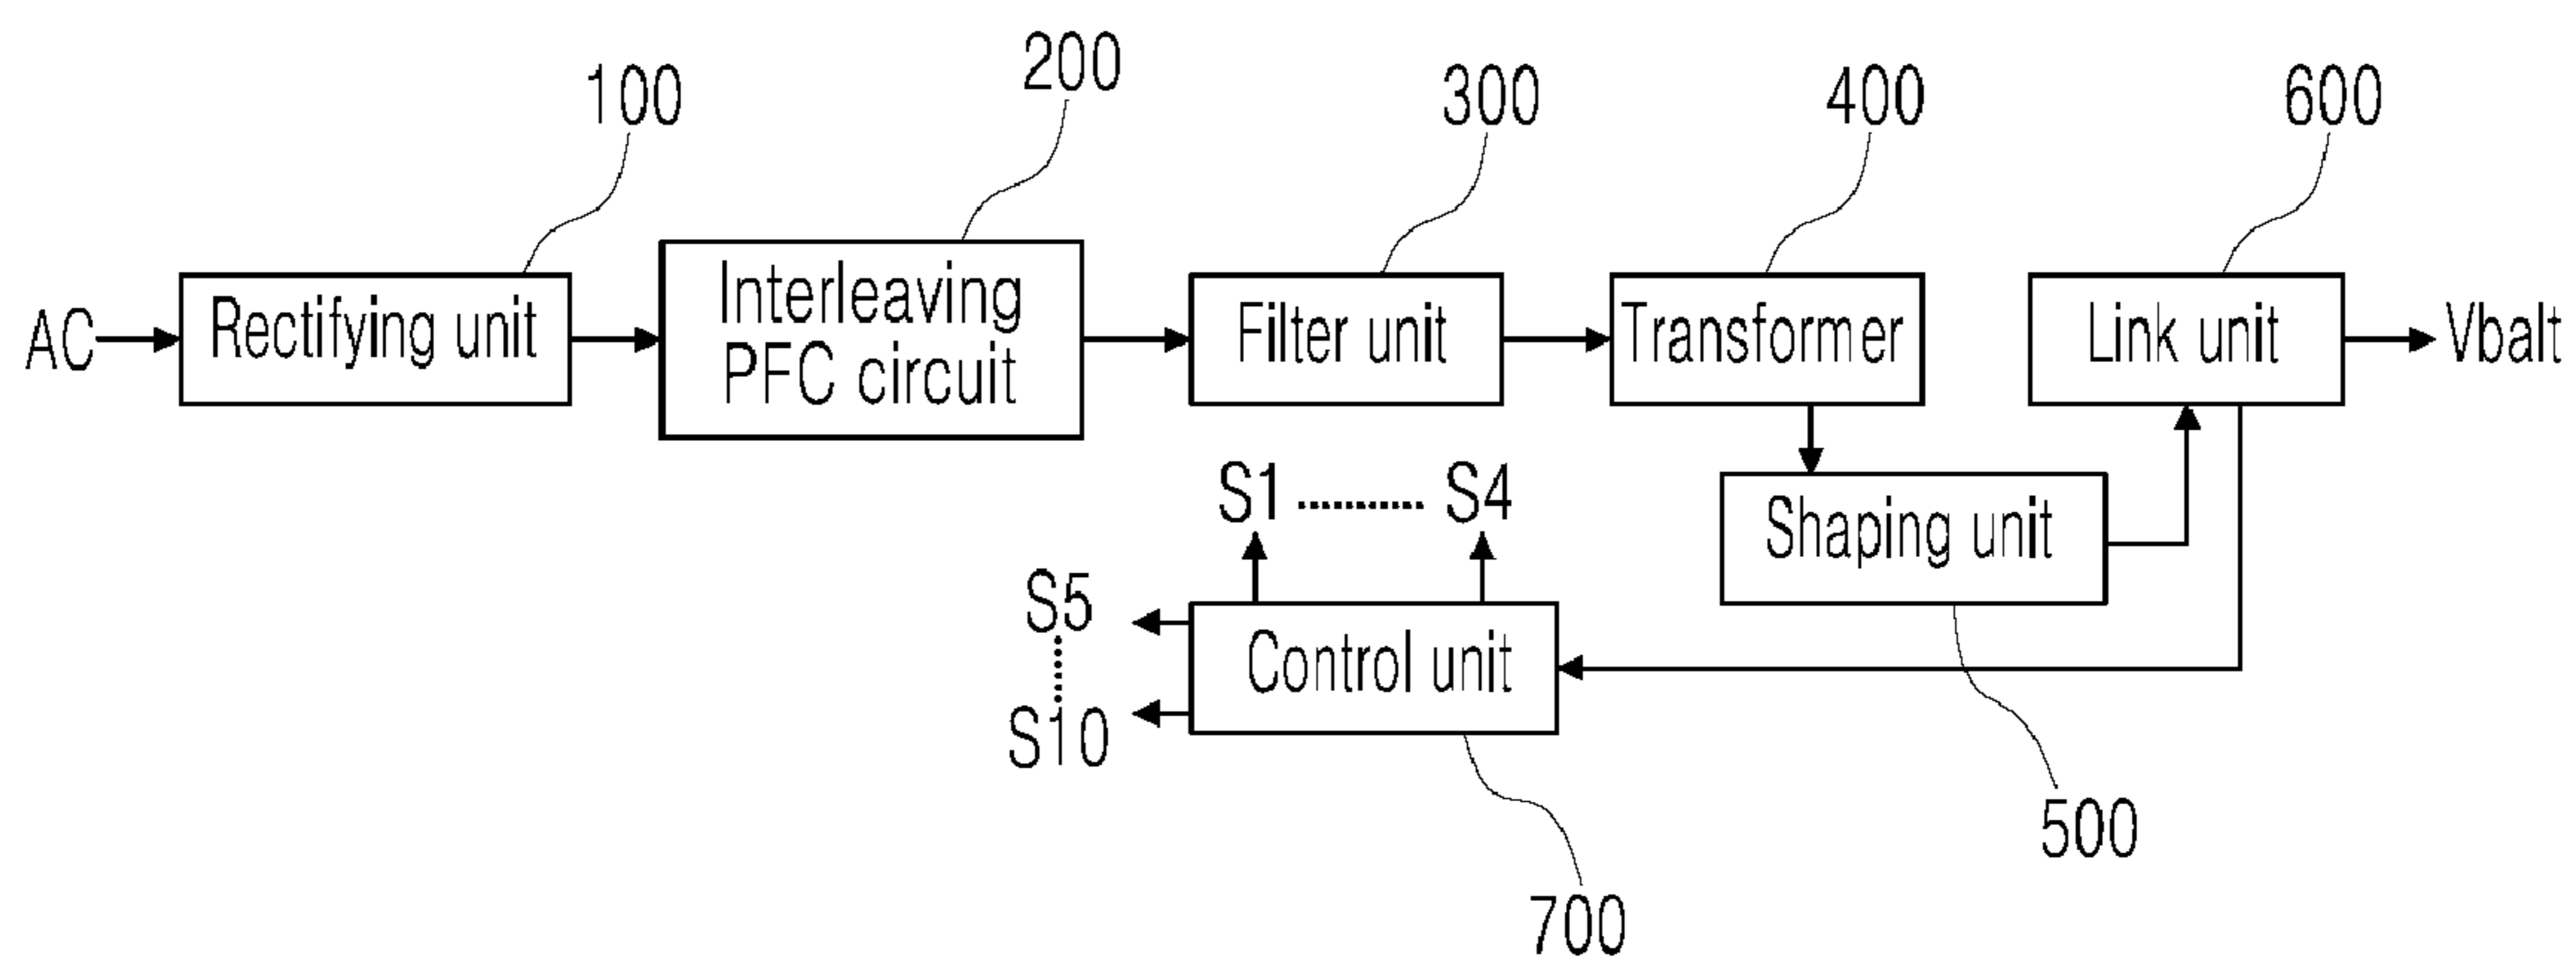 200
100
300
400
600
AC
Rectifying unit
Interleaving
PFC circuit
Filter unit
Transformer
Link unit
Vbalt
S1 ........... S4
Shaping unit
S5
Control unit
S10
500
700